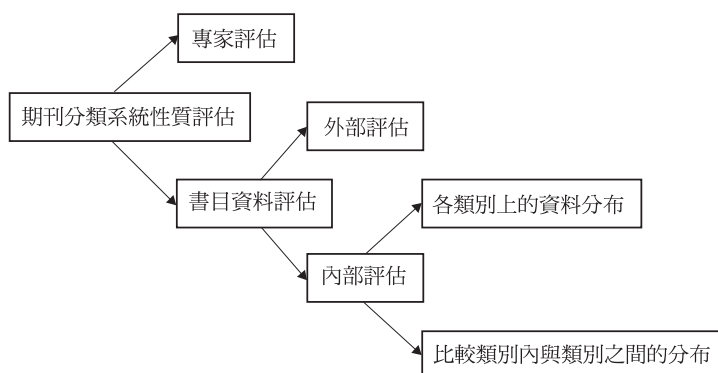 專家評估
期刊分類系統性質評估
外部評估
書目資料評估
各類別上的資料分布
內部評估
比較類別內與類別之間的分布